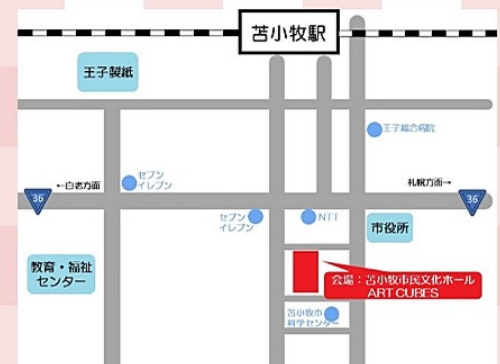 苫小牧駅
王子製紙
王子総合病院
セブン
イレブン
←白老方面
札幌方面→
36
36
セブン
イレブン
NTT
市役所
教育・福祉
センター
会場:苫小牧市民文化ホール
ART CUBES
苫小牧市
科学センター